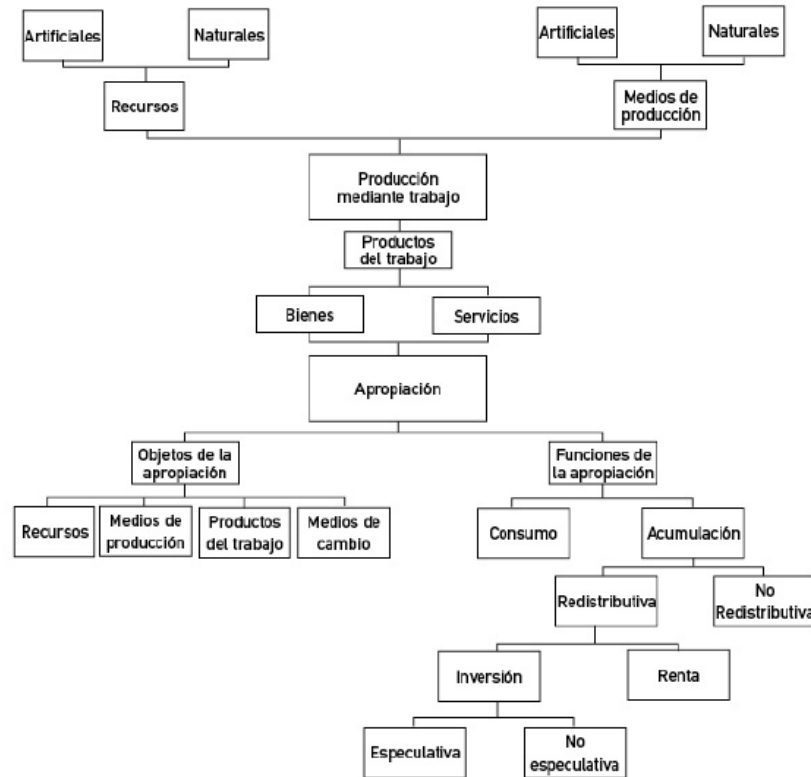 Artificiales
Naturales
Artificiales
Naturales
Recursos
Medios de
producción
Producción
mediante trabajo
Productos
del trabajo
Bienes
Servicios
Apropiación
Objetos de la
apropiación
Funciones de
la apropiación
Recursos
Medios de
producción
Productos
del trabajo
Medios de
cambio
Consumo
Acumulación
Redistributiva
No
Redistributiva
Inversión
Renta
Especulativa
No
especulativa